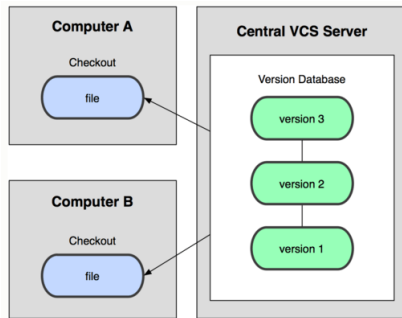 Computer A
Checkout
file
Computer B
Checkout
file
Central VCS Server
Version Database
version 3
version 2
version 1